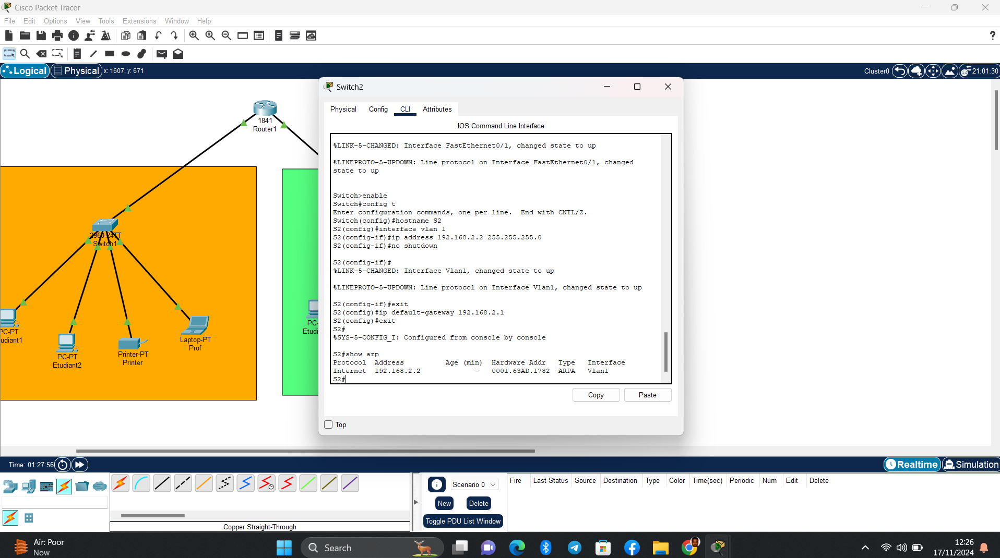 Cisco Packet Tracer
File Edit Options View Tools Extensions Window Help
?
Logical Physical x: 1607, y: 671 Cluster0 21:01:30
1841
Router1
2960-24TT
Switch1
PC-PT
udiant1
PC-PT
Etudiant2
Printer-PT
Printer
Laptop-PT
Prof
PC-
Etudi
Switch2
Physical Config CLI Attributes
IOS Command Line Interface
%LINK-5-CHANGED: Interface FastEthernet0/1, changed state to up
%LINEPROTO-5-UPDOWN: Line protocol on Interface FastEthernet0/1, changed
state to up
Switch>enable
Switch#config t
Enter configuration commands, one per line.  End with CNTL/Z.
Switch(config)#hostname S2
S2(config)#interface vlan 1
S2(config-if)#ip address 192.168.2.2 255.255.255.0
S2(config-if)#no shutdown
S2(config-if)#
%LINK-5-CHANGED: Interface Vlan1, changed state to up
%LINEPROTO-5-UPDOWN: Line protocol on Interface Vlan1, changed state to up
S2(config-if)#exit
S2(config)#ip default-gateway 192.168.2.1
S2(config)#exit
S2#
%SYS-5-CONFIG_I: Configured from console by console
S2#show arp
Protocol  Address          Age (min)  Hardware Addr   Type   Interface
Internet  192.168.2.2             -   0001.63AD.1782  ARPA   Vlan1
S2#
Copy Paste
Top
Time: 01:27:56 Realtime Simulation
Scenario 0
New Delete
Toggle PDU List Window
Fire Last Status Source Destination Type Color Time(sec) Periodic Num Edit Delete
Copper Straight-Through
Air: Poor
Now
Search
12:26
17/11/2024